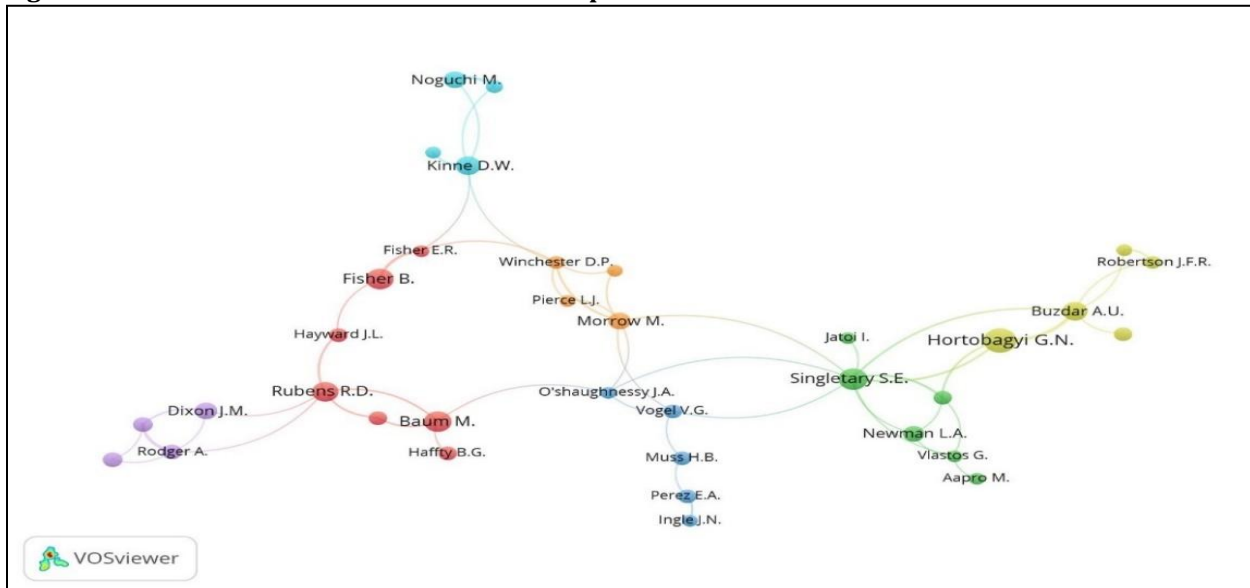 Noguchi M.
Kinne D.W.
Fisher E.R.
Winchester D.P.
Robertson J.F.R.
Fisher B.
Pierce L.J.
Buzdar A.U.
Morrow M.
Hayward J.L.
Jatoi I.
Hortobagyi G.N.
Singletary S.E.
Rubens R.D.
O'shaughnessy J.A.
Dixon J.M.
Vogel V.G.
Baum M.
Newman L.A.
Rodger A.
Haffty B.G.
Muss H.B.
Vlastos G.
Aapro M.
Perez E.A.
Ingle J.N.
VOSviewer